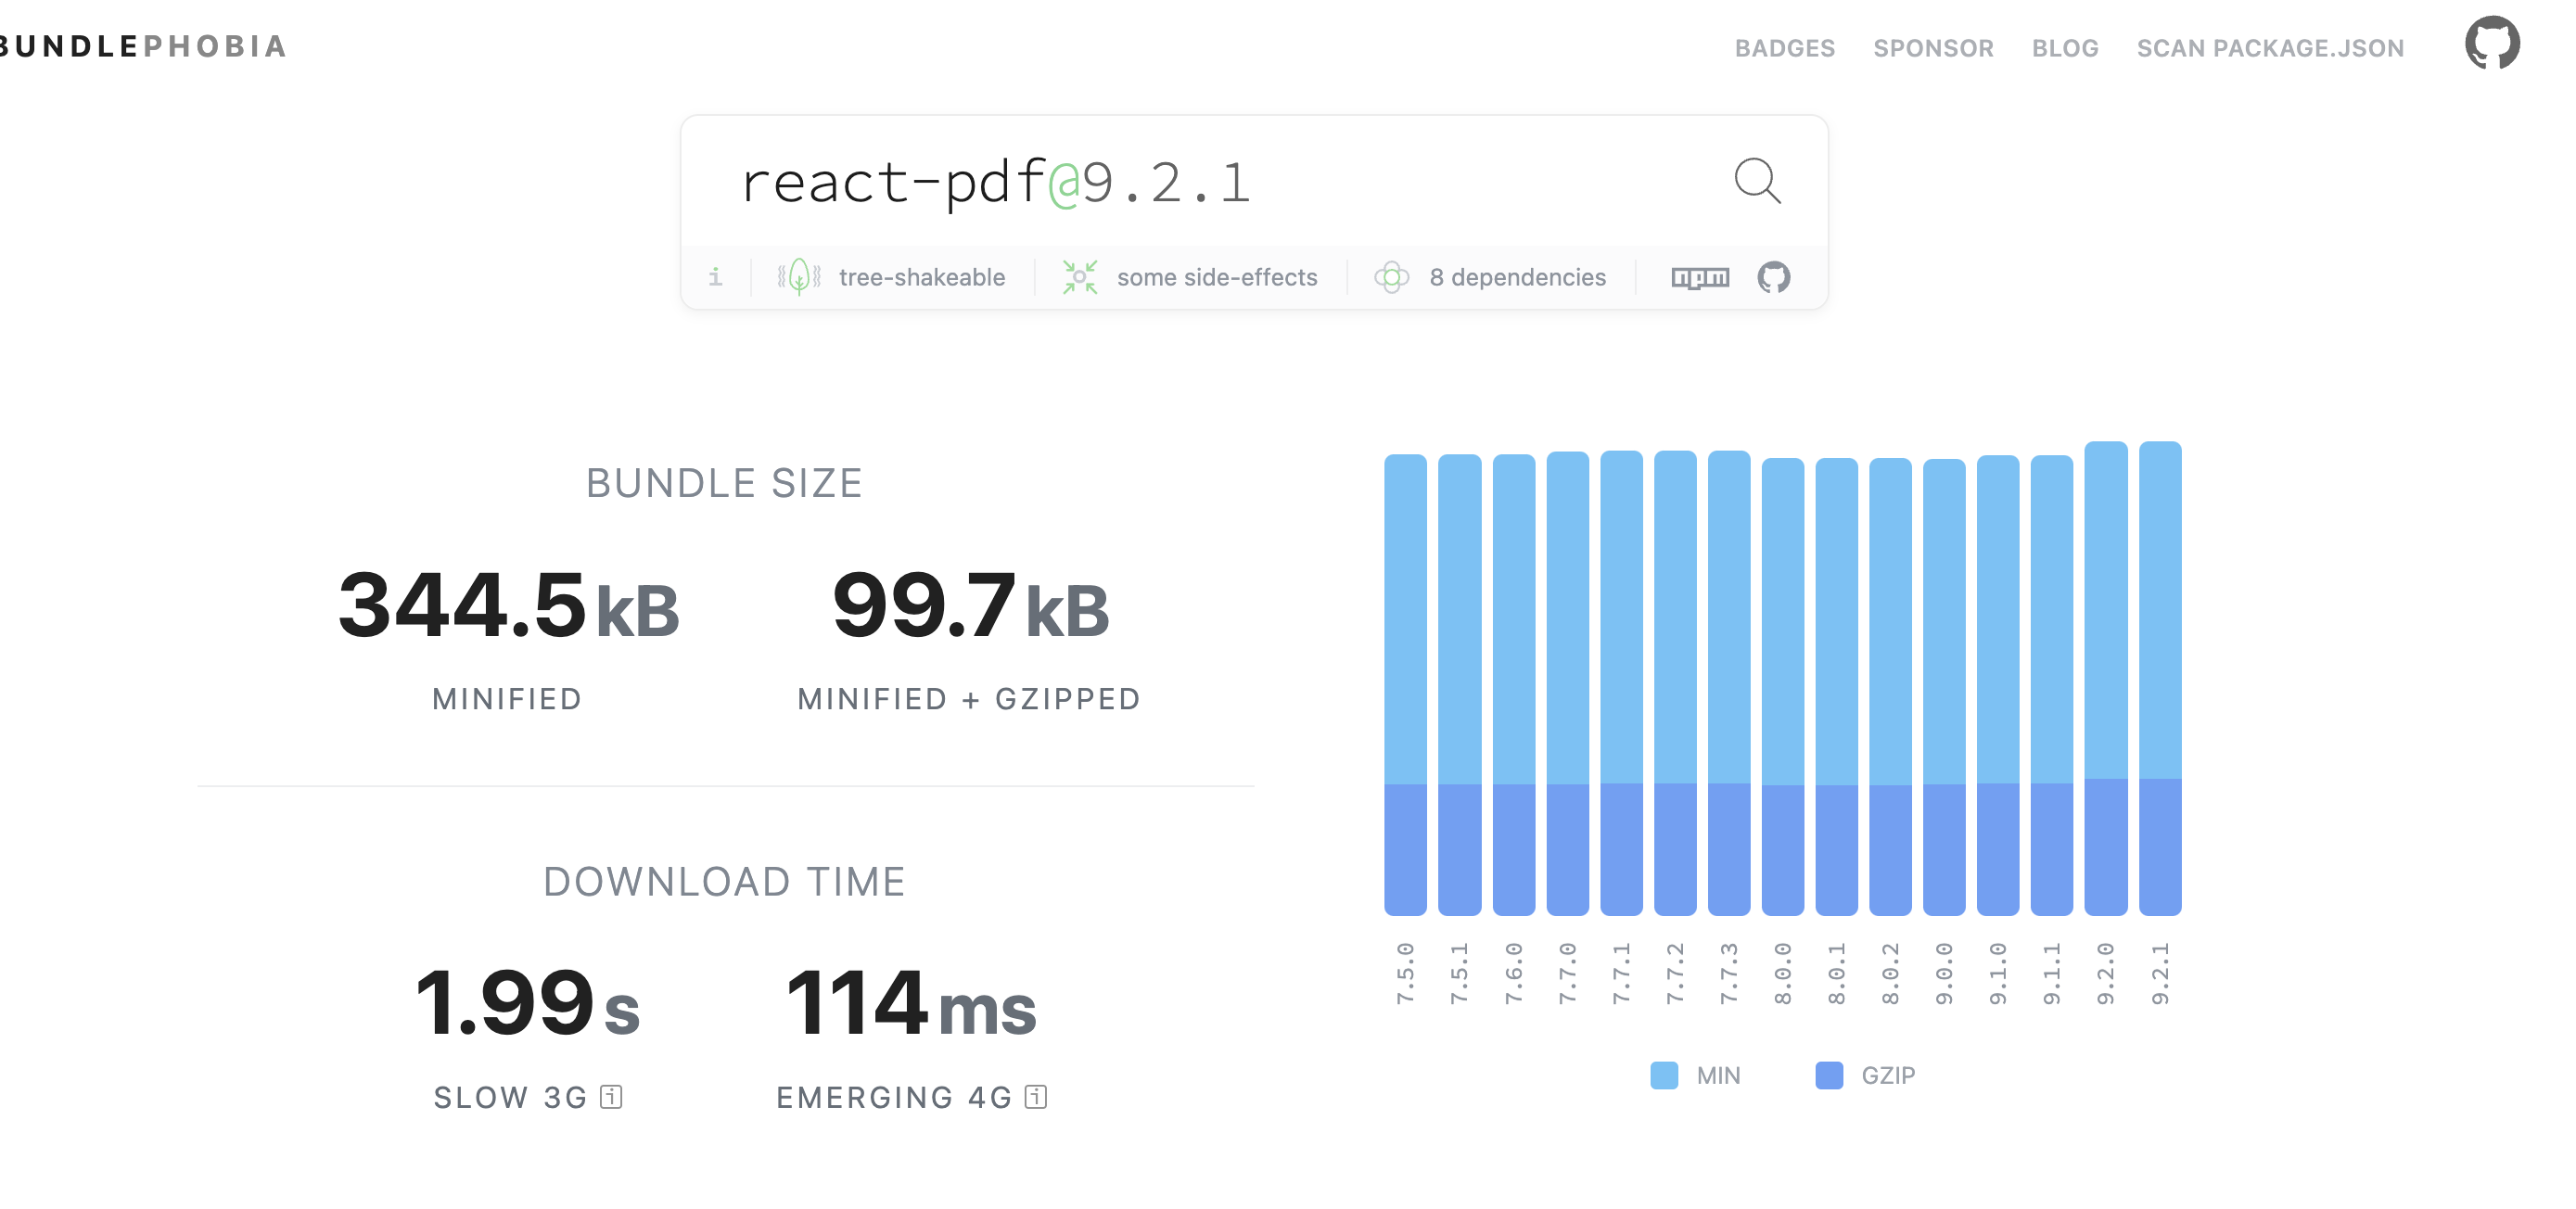 BUNDLEPHOBIA
BADGES SPONSOR BLOG SCAN PACKAGE.JSON
react-pdf@9.2.1
i tree-shakeable some side-effects 8 dependencies npm
BUNDLE SIZE
344.5 kB 99.7 kB
MINIFIED MINIFIED + GZIPPED
DOWNLOAD TIME
1.99 s 114 ms
SLOW 3G i EMERGING 4G i
7.5.0 7.5.1 7.6.0 7.7.0 7.7.1 7.7.2 7.7.3 8.0.0 8.0.1 8.0.2 9.0.0 9.1.0 9.1.1 9.2.0 9.2.1
MIN GZIP